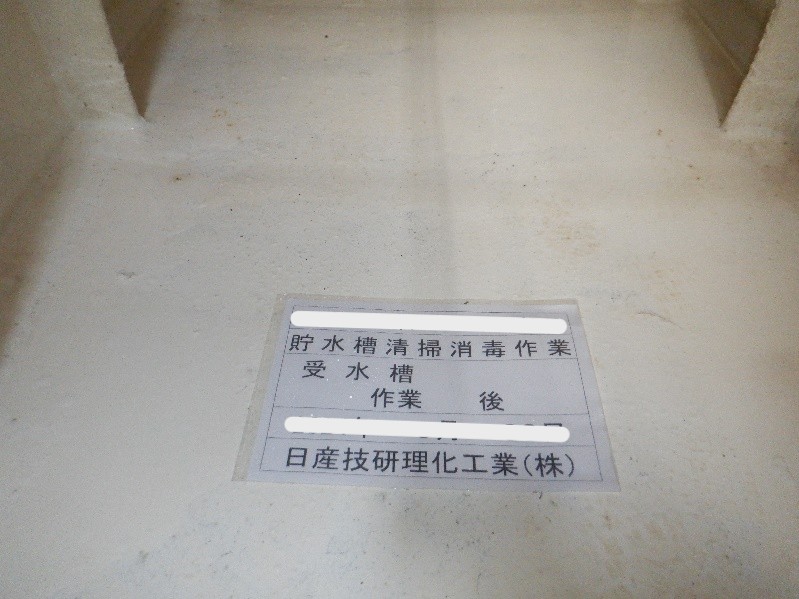 貯水槽清掃消毒作業
受水槽
作業　　後
日産技研理化工業(株)